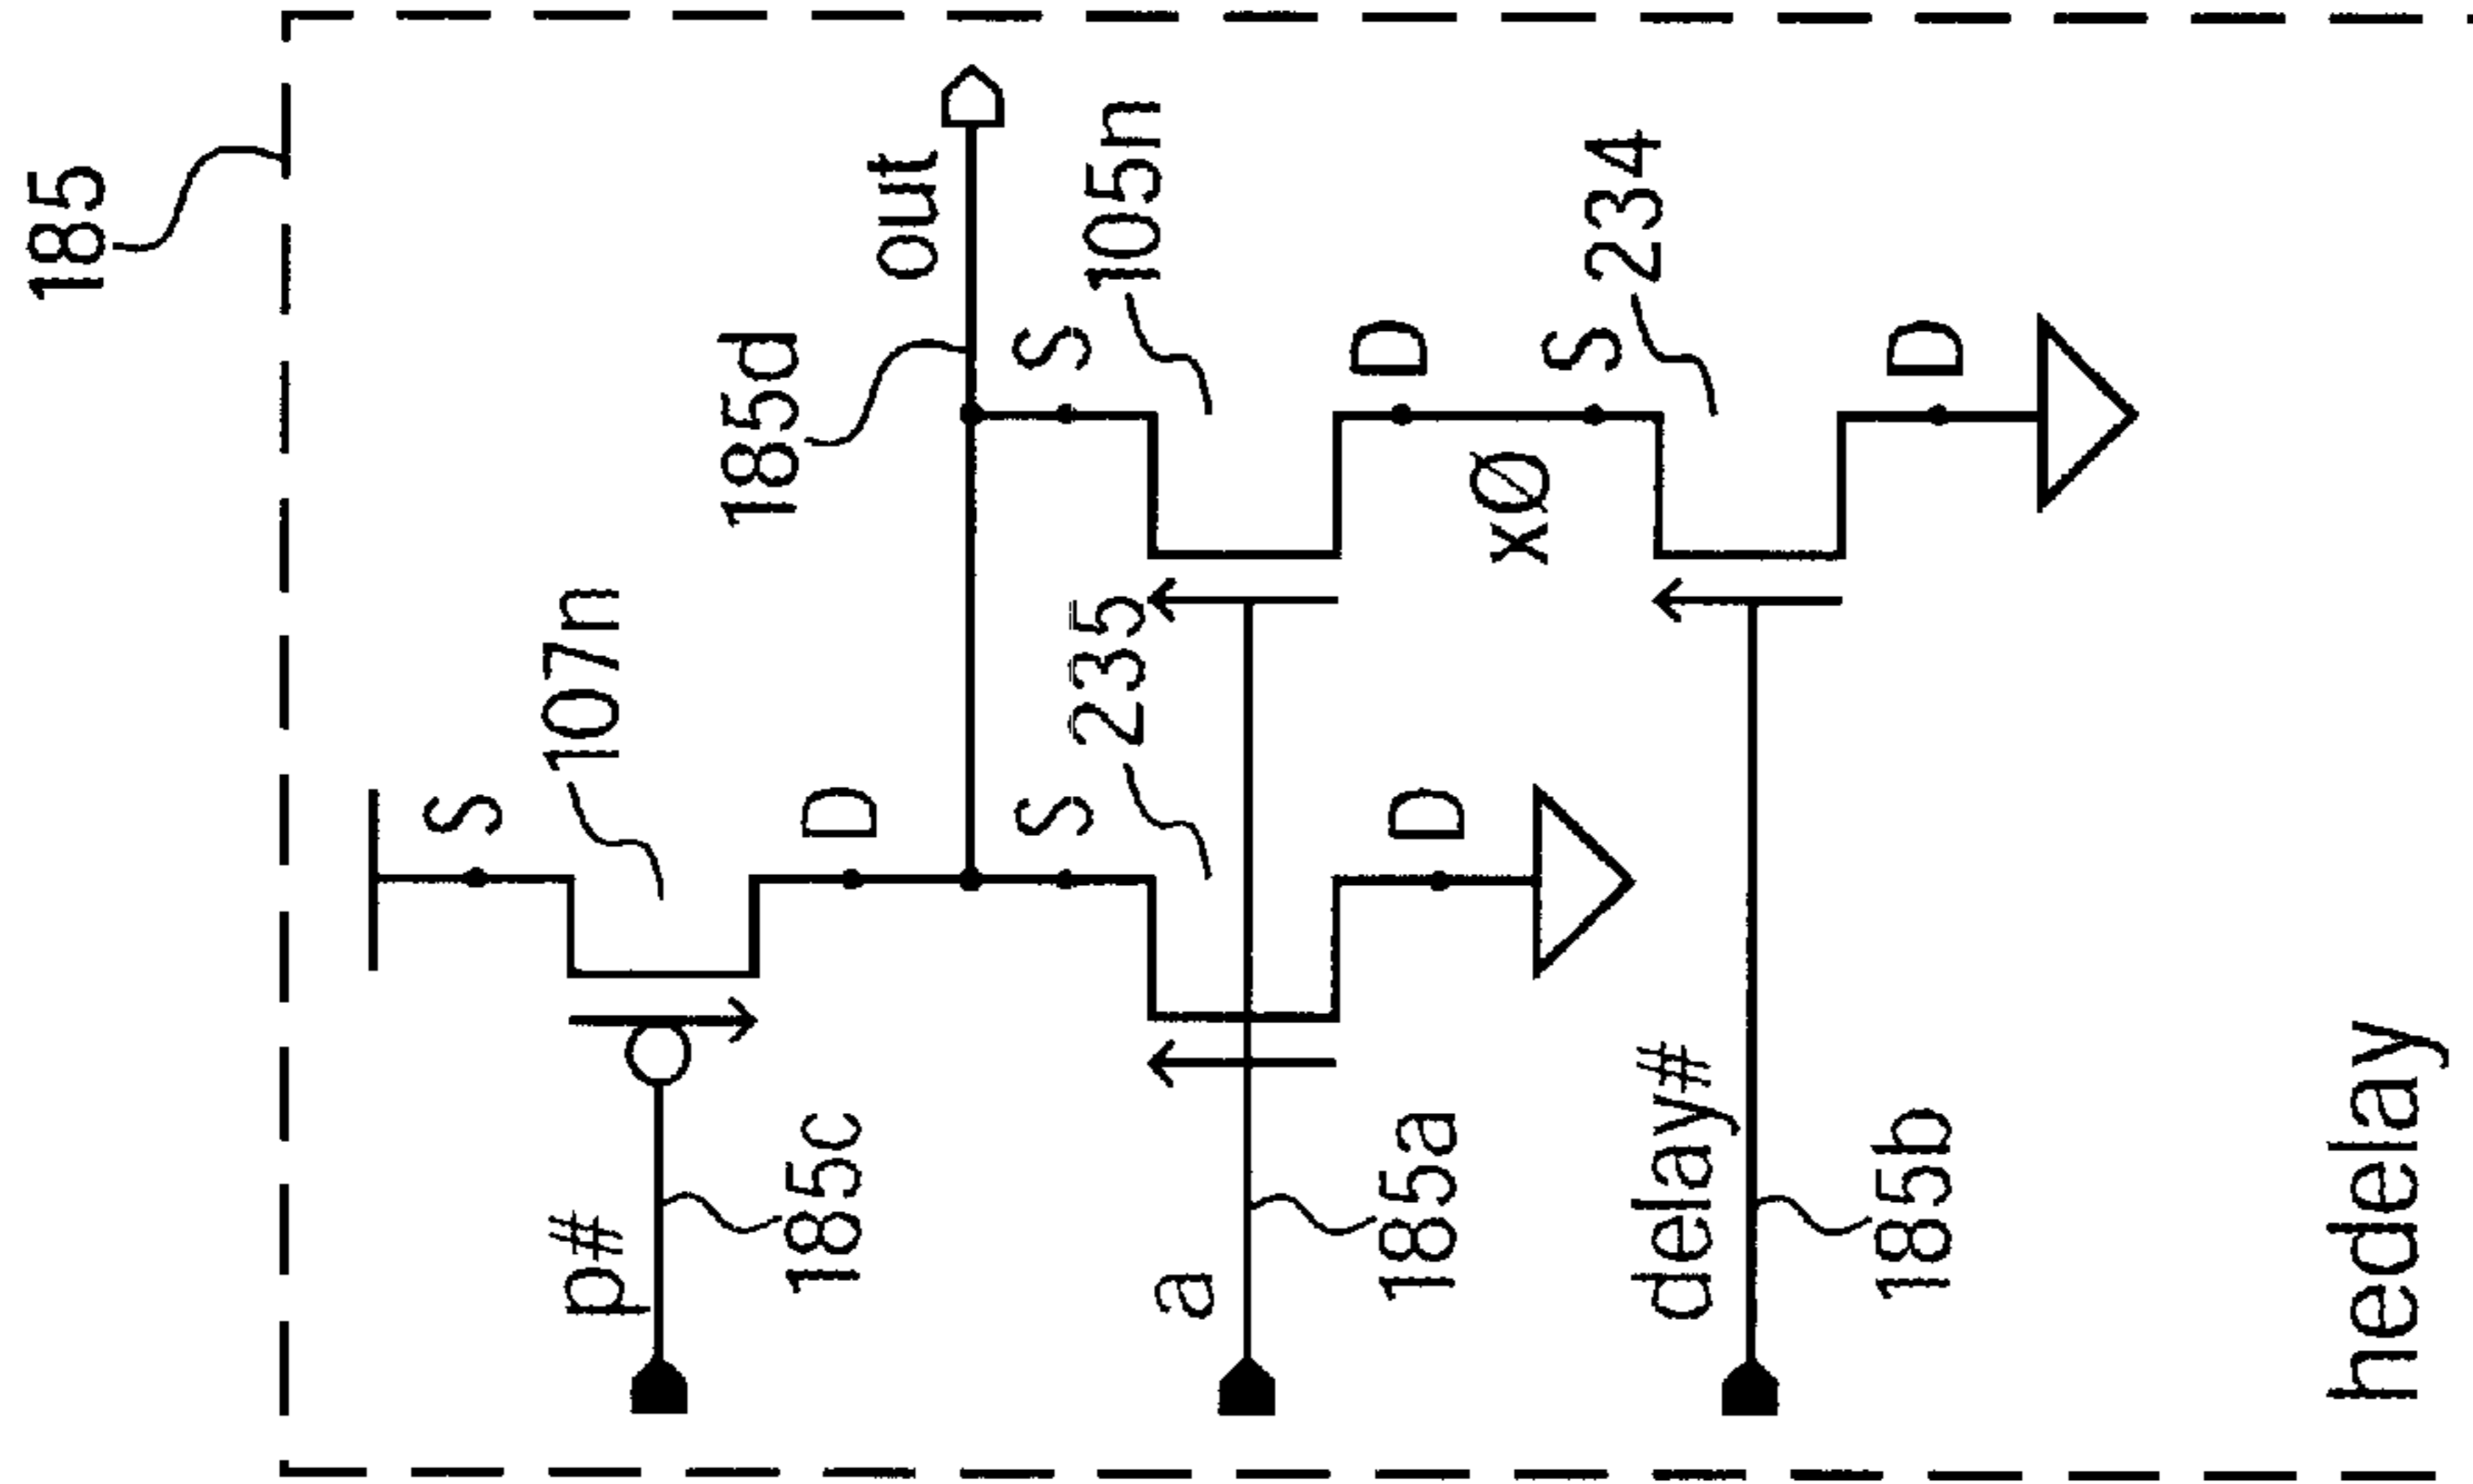 185
S
p#
107n
185d
185c
D
out
S
S
235
105n
a
185a
D
D
xØ
S
234
delay#
185b
D
hedelay